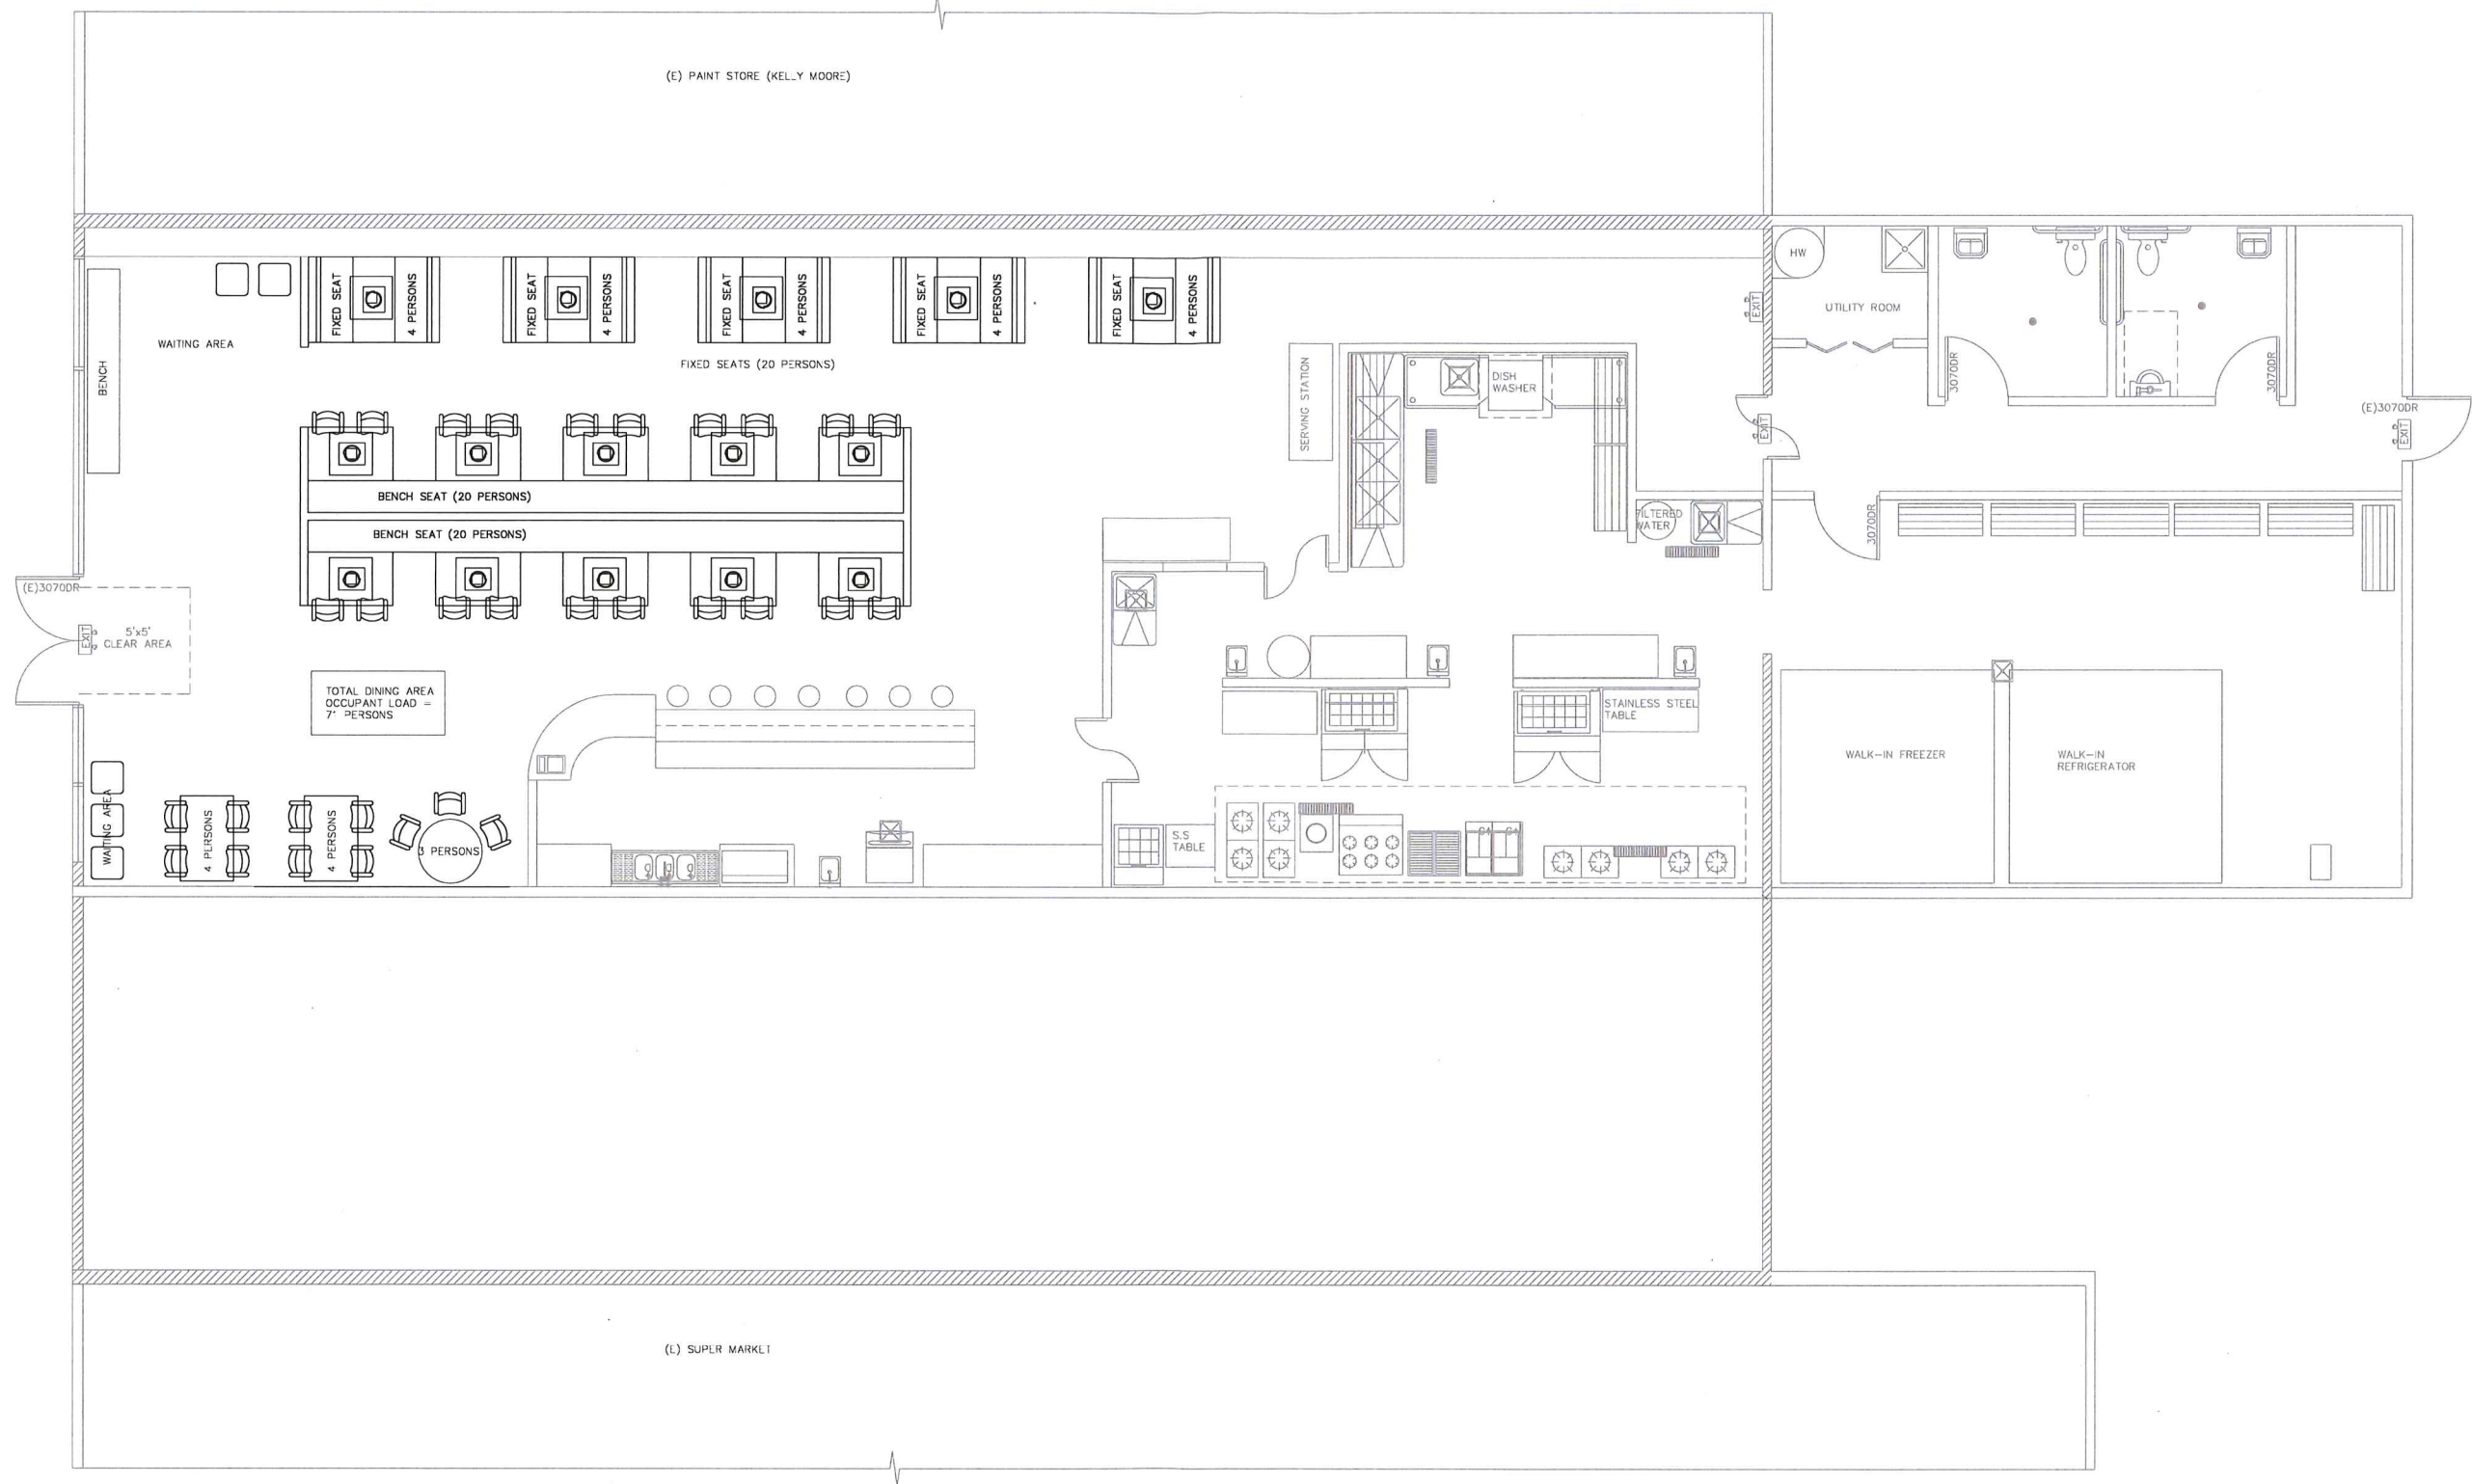 (E) PAINT STORE (KELLY MOORE)
FIXED SEAT
4 PERSONS
FIXED SEAT
4 PERSONS
FIXED SEAT
4 PERSONS
FIXED SEAT
4 PERSONS
FIXED SEAT
4 PERSONS
EXIT
HW
UTILITY ROOM
WAITING AREA
BENCH
FIXED SEATS (20 PERSONS)
SERVING STATION
DISH
WASHER
3070DR
3070DR
(E)3070DR
EXIT
EXIT
BENCH SEAT (20 PERSONS)
BENCH SEAT (20 PERSONS)
FILTERED
WATER
3070DR
(E)3070DR
EXIT
5'x5'
CLEAR AREA
TOTAL DINING AREA
OCCUPANT LOAD =
PERSONS
STAINLESS STEEL
TABLE
WALK-IN FREEZER
WALK-IN
REFRIGERATOR
WAITING AREA
4 PERSONS
4 PERSONS
3 PERSONS
S.S
TABLE
(E) SUPER MARKET